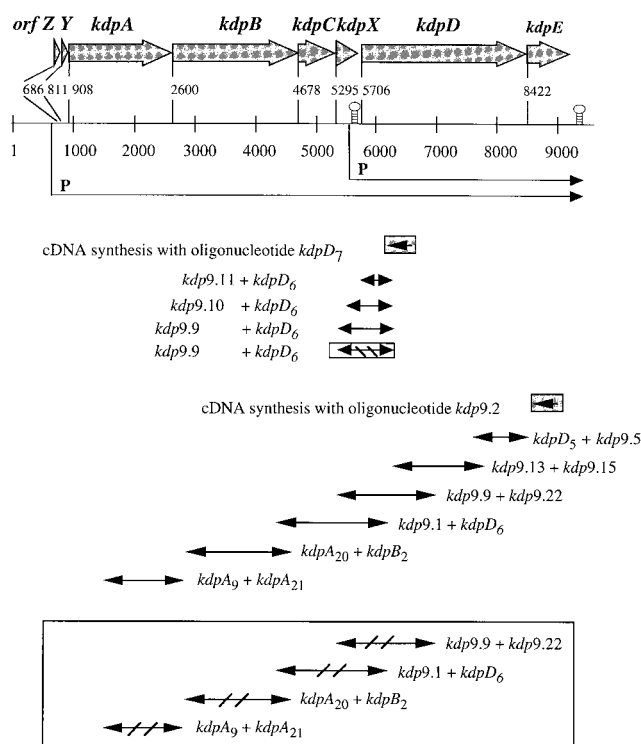 orf Z Y kdpA kdpB kdpC kdpX kdpD kdpE
686 811 908 2600 4678 5295 5706 8422
1 1000 2000 3000 4000 5000 6000 7000 8000 9000
P
P
cDNA synthesis with oligonucleotide kdpD7
kdp9.11 + kdpD6
kdp9.10 + kdpD6
kdp9.9 + kdpD6
kdp9.9 + kdpD6
cDNA synthesis with oligonucleotide kdp9.2
kdpD5 + kdp9.5
kdp9.13 + kdp9.15
kdp9.9 + kdp9.22
kdp9.1 + kdpD6
kdpA20 + kdpB2
kdpA9 + kdpA21
kdp9.9 + kdp9.22
kdp9.1 + kdpD6
kdpA20 + kdpB2
kdpA9 + kdpA21